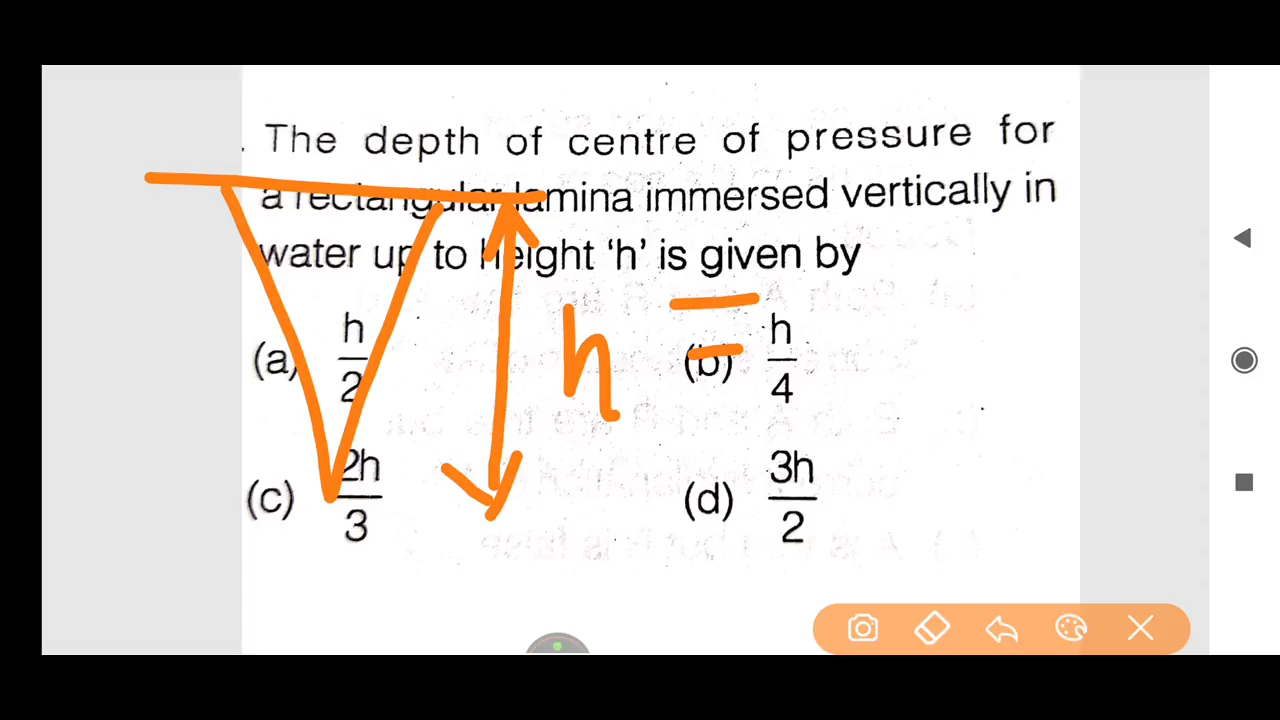 The depth of centre of pressure for
a rectangular lamina immersed vertically in
water up to height 'h' is given by
(a) h/2 (b) h/4
h
(c) 2h/3 (d) 3h/2